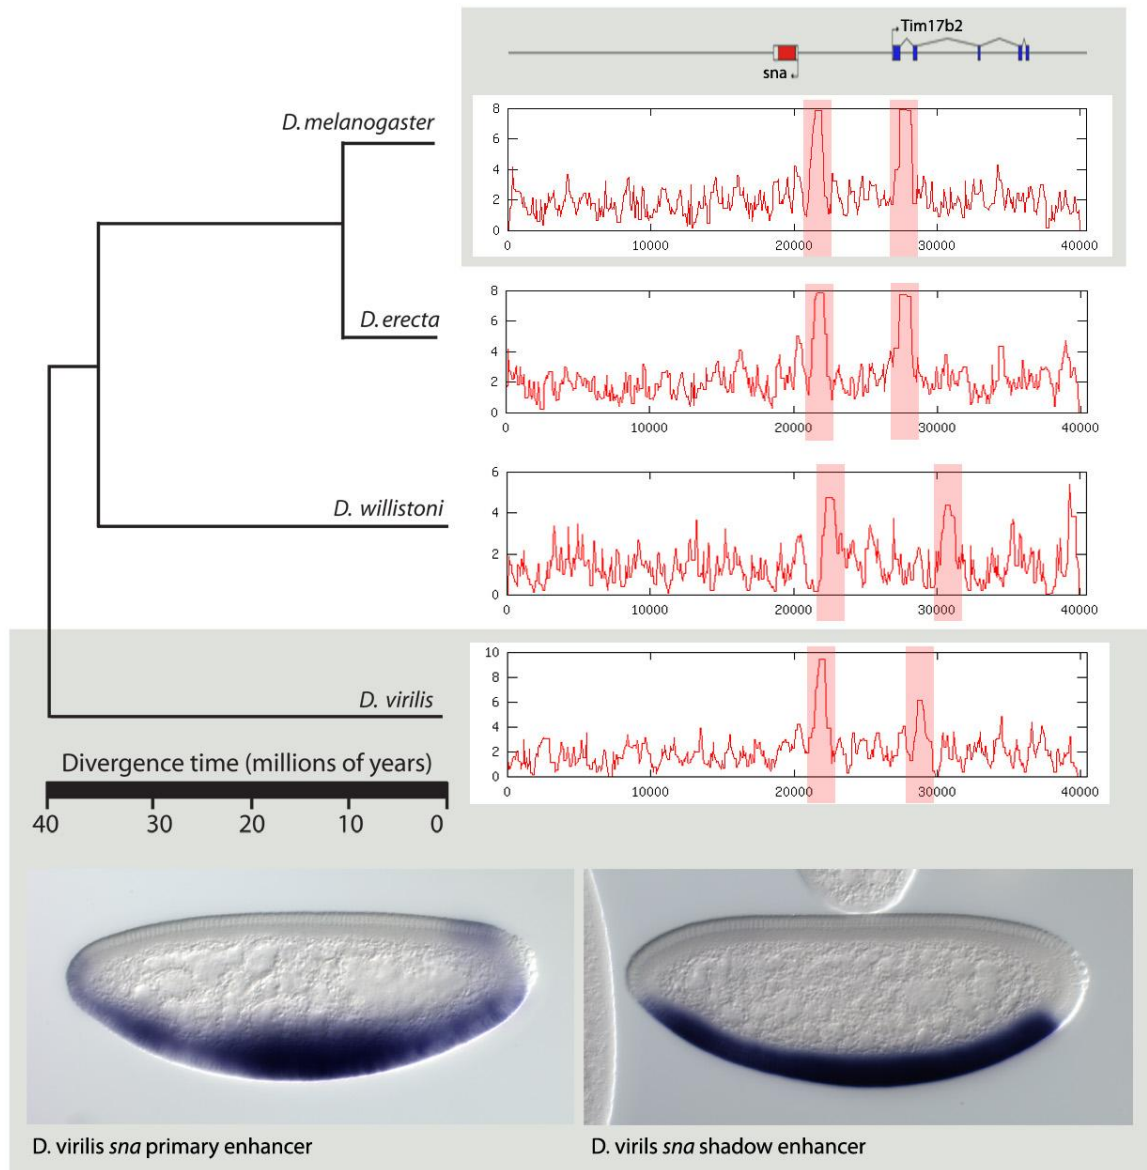 Tim17b2
sna
D. melanogaster
8
6
4
2
0
0 10000 20000 30000 40000
D. erecta
8
6
4
2
0
0 10000 20000 30000 40000
D. willistoni
6
4
2
0
0 10000 20000 30000 40000
D. virilis
10
8
6
4
2
0
0 10000 20000 30000 40000
Divergence time (millions of years)
40 30 20 10 0
D. virilis sna primary enhancer
D. virils sna shadow enhancer